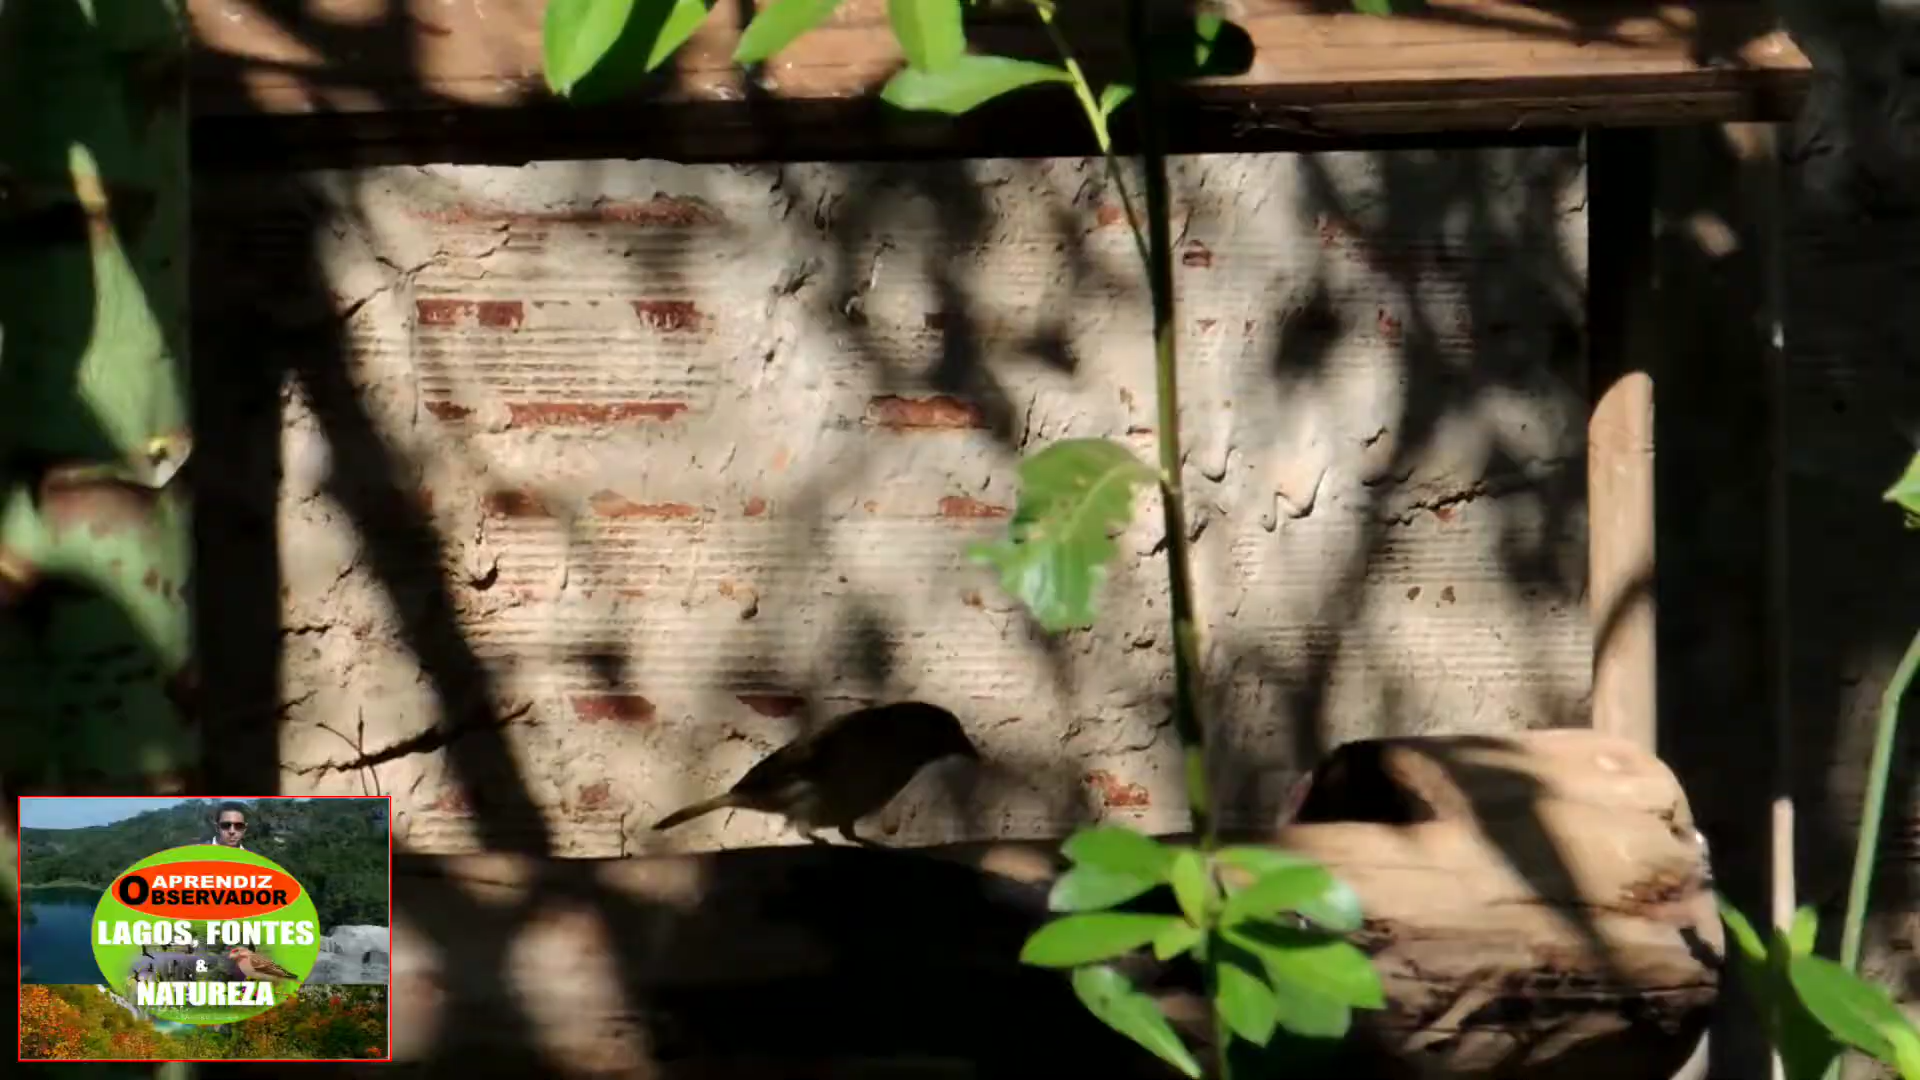 O APRENDIZ
OBSERVADOR
LAGOS, FONTES
&
NATUREZA